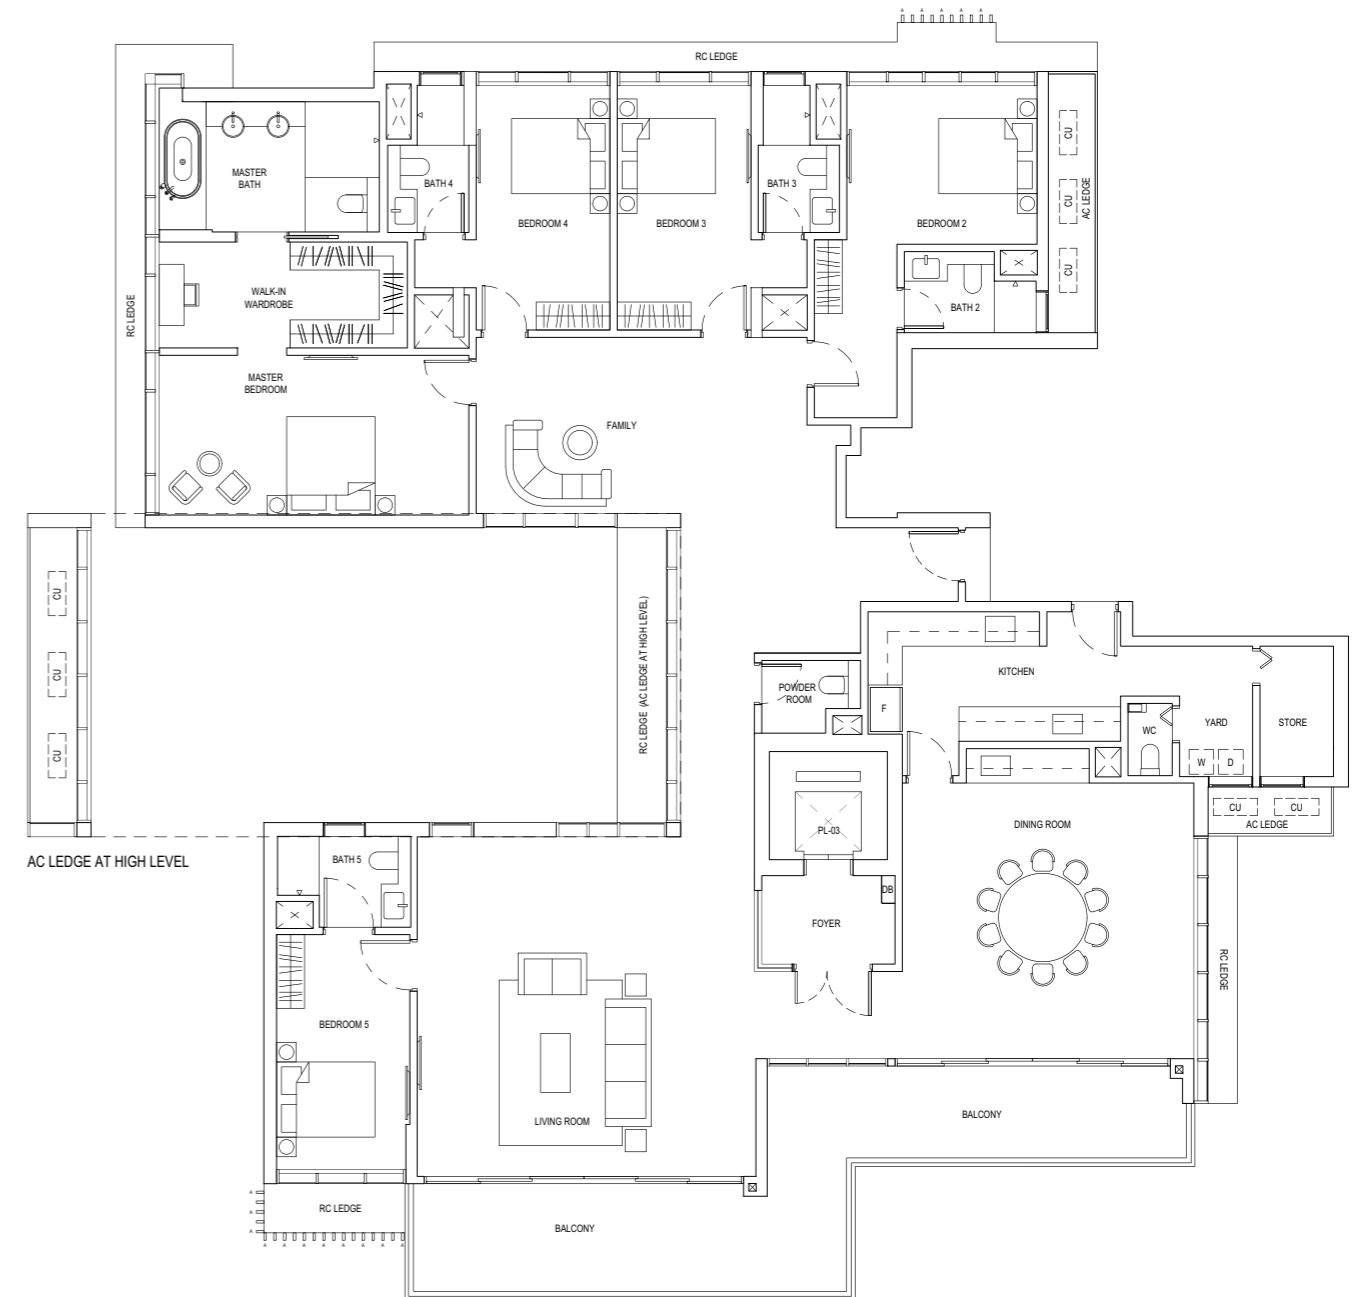 RC LEDGE
MASTER
BATH
BATH 4
BEDROOM 4
BEDROOM 3
BATH 3
BEDROOM 2
CU
CU
CU
AC LEDGE
BATH 2
RC LEDGE
WALK-IN
WARDROBE
MASTER
BEDROOM
FAMILY
CU
CU
CU
RC LEDGE (AC LEDGE AT HIGH LEVEL)
KITCHEN
POWDER
ROOM
F
WC
YARD
STORE
W
D
CU
CU
AC LEDGE
PL-03
DINING ROOM
AC LEDGE AT HIGH LEVEL
BATH 5
DB
FOYER
RC LEDGE
BEDROOM 5
LIVING ROOM
BALCONY
RC LEDGE
BALCONY